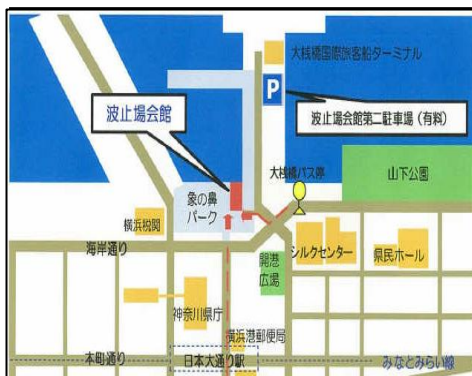 大桟橋国際旅客船ターミナル
P
波止場会館
波止場会館第二駐車場（有料）
大桟橋バス停
山下公園
象の鼻
パーク
横浜税関
海岸通り
シルクセンター
県民ホール
開港
広場
神奈川県庁
横浜港郵便局
本町通り
日本大通り駅
みなとみらい線